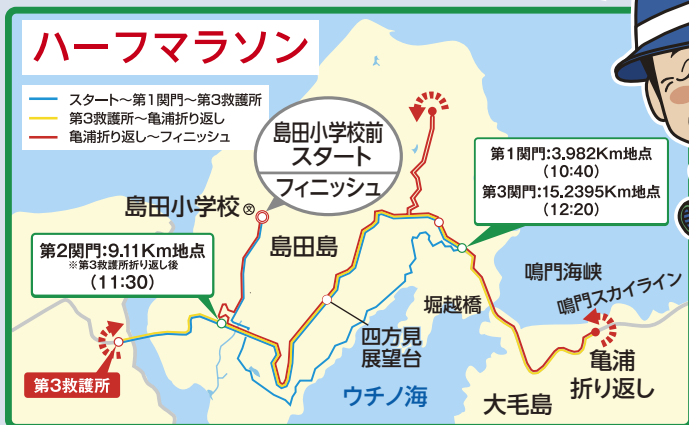 ハーフマラソン
スタート～第1関門～第3救護所
第3救護所～亀浦折り返し
亀浦折り返し～フィニッシュ
島田小学校前
スタート
フィニッシュ
第1関門:3.982Km地点
(10:40)
第3関門:15.2395Km地点
(12:20)
島田小学校
文
島田島
第2関門:9.11Km地点
※第3救護所折り返し後
(11:30)
鳴門海峡
鳴門スカイライン
堀越橋
四方見
展望台
亀浦
折り返し
第3救護所
ウチノ海
大毛島